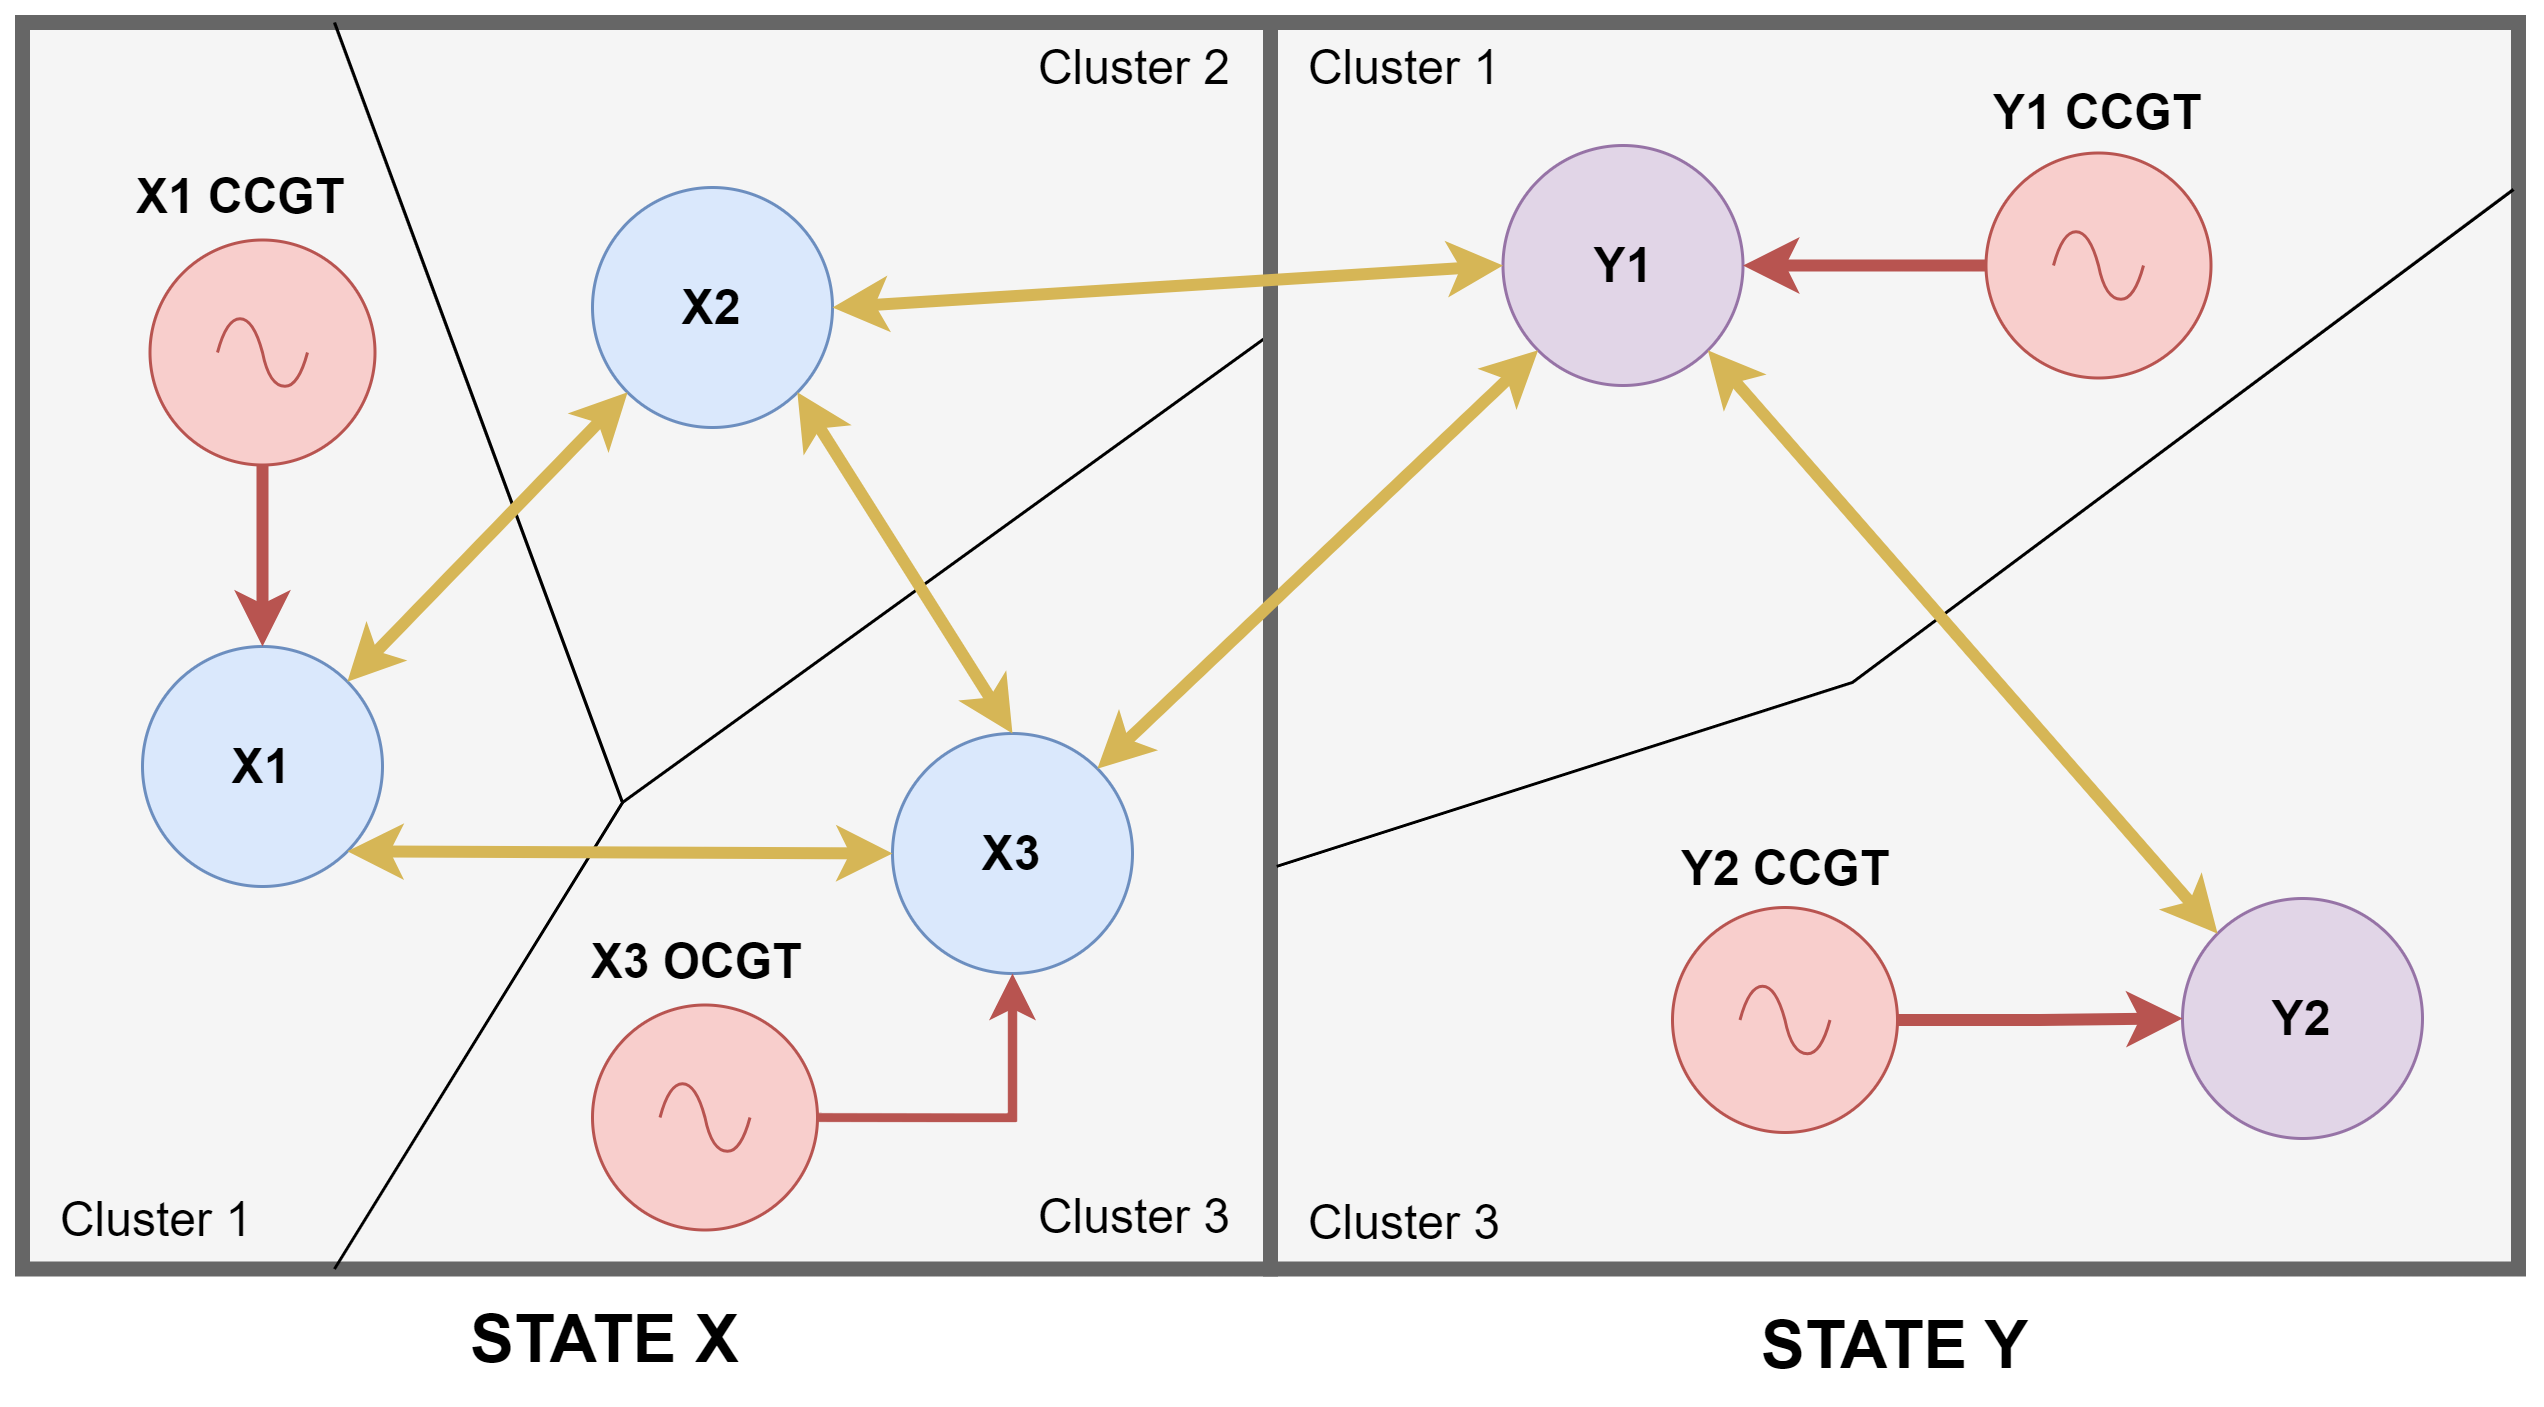 Cluster 2
Cluster 1
Y1 CCGT
X1 CCGT
X2
Y1
X1
X3
Y2 CCGT
X3 OCGT
Y2
Cluster 1
Cluster 3
Cluster 3
STATE X
STATE Y